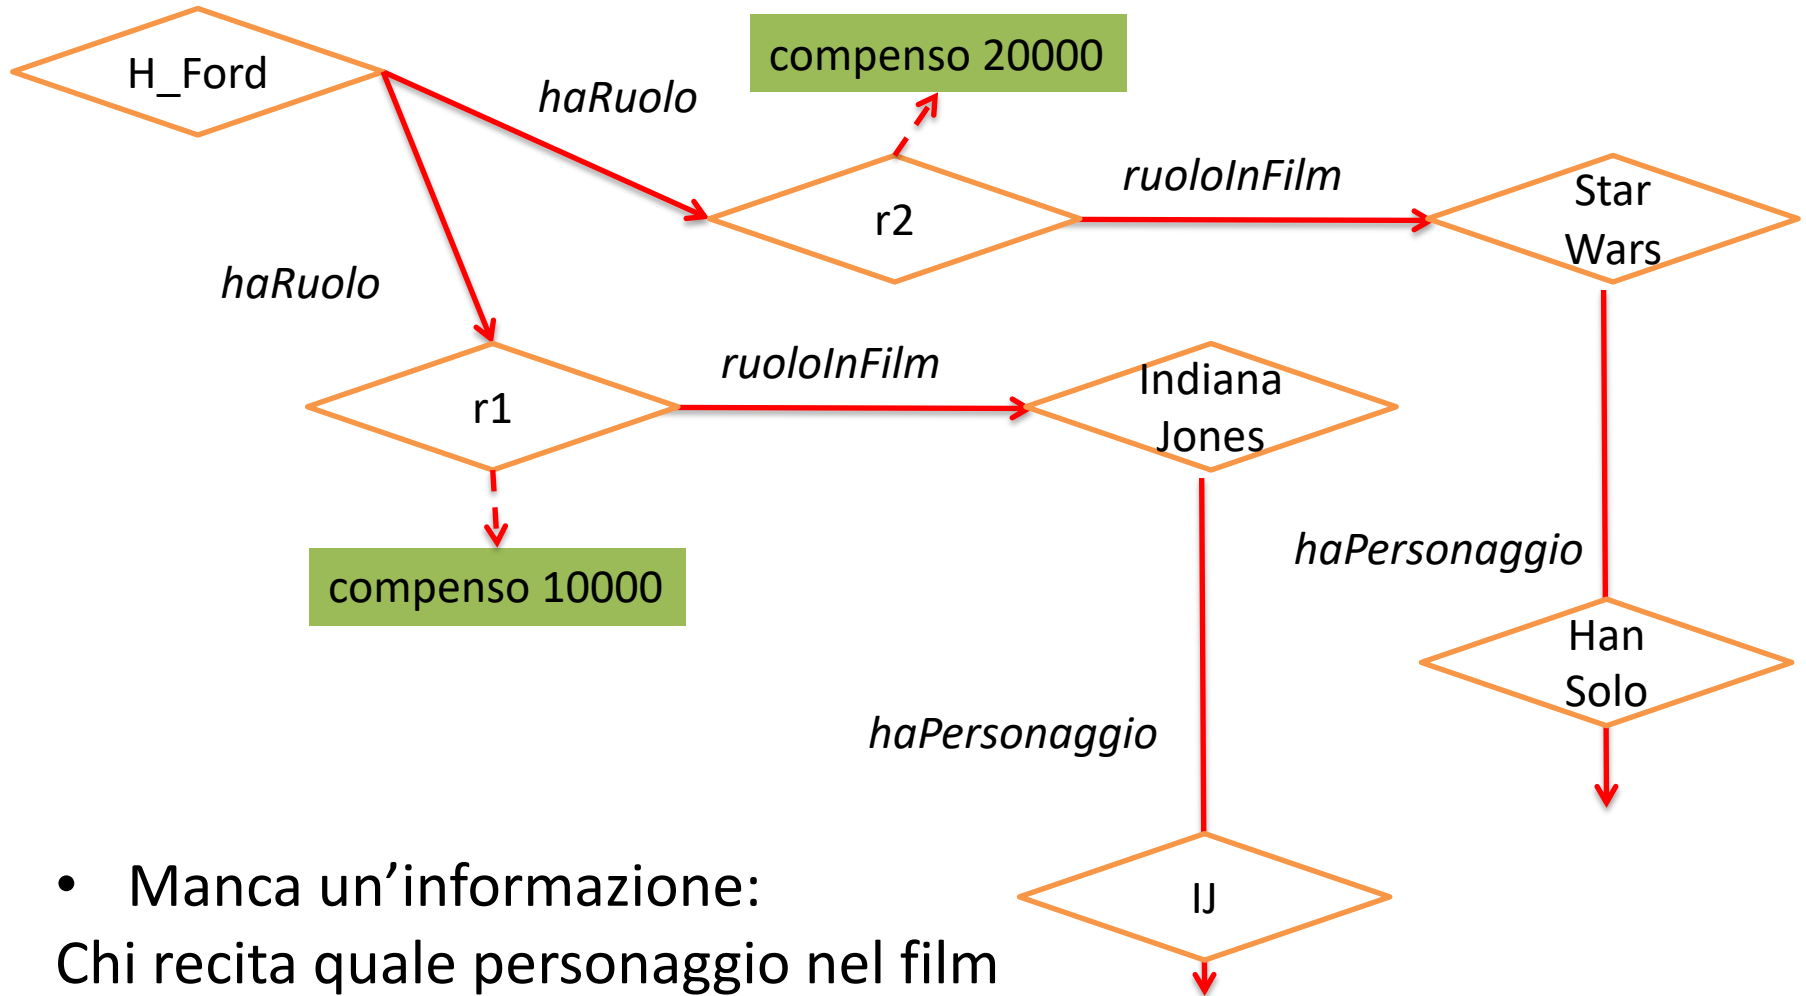 H_Ford
compenso 20000
haRuolo
ruoloInFilm
r2
Star
Wars
haRuolo
ruoloInFilm
r1
Indiana
Jones
compenso 10000
haPersonaggio
Han
Solo
haPersonaggio
IJ
• Manca un’informazione:
Chi recita quale personaggio nel film